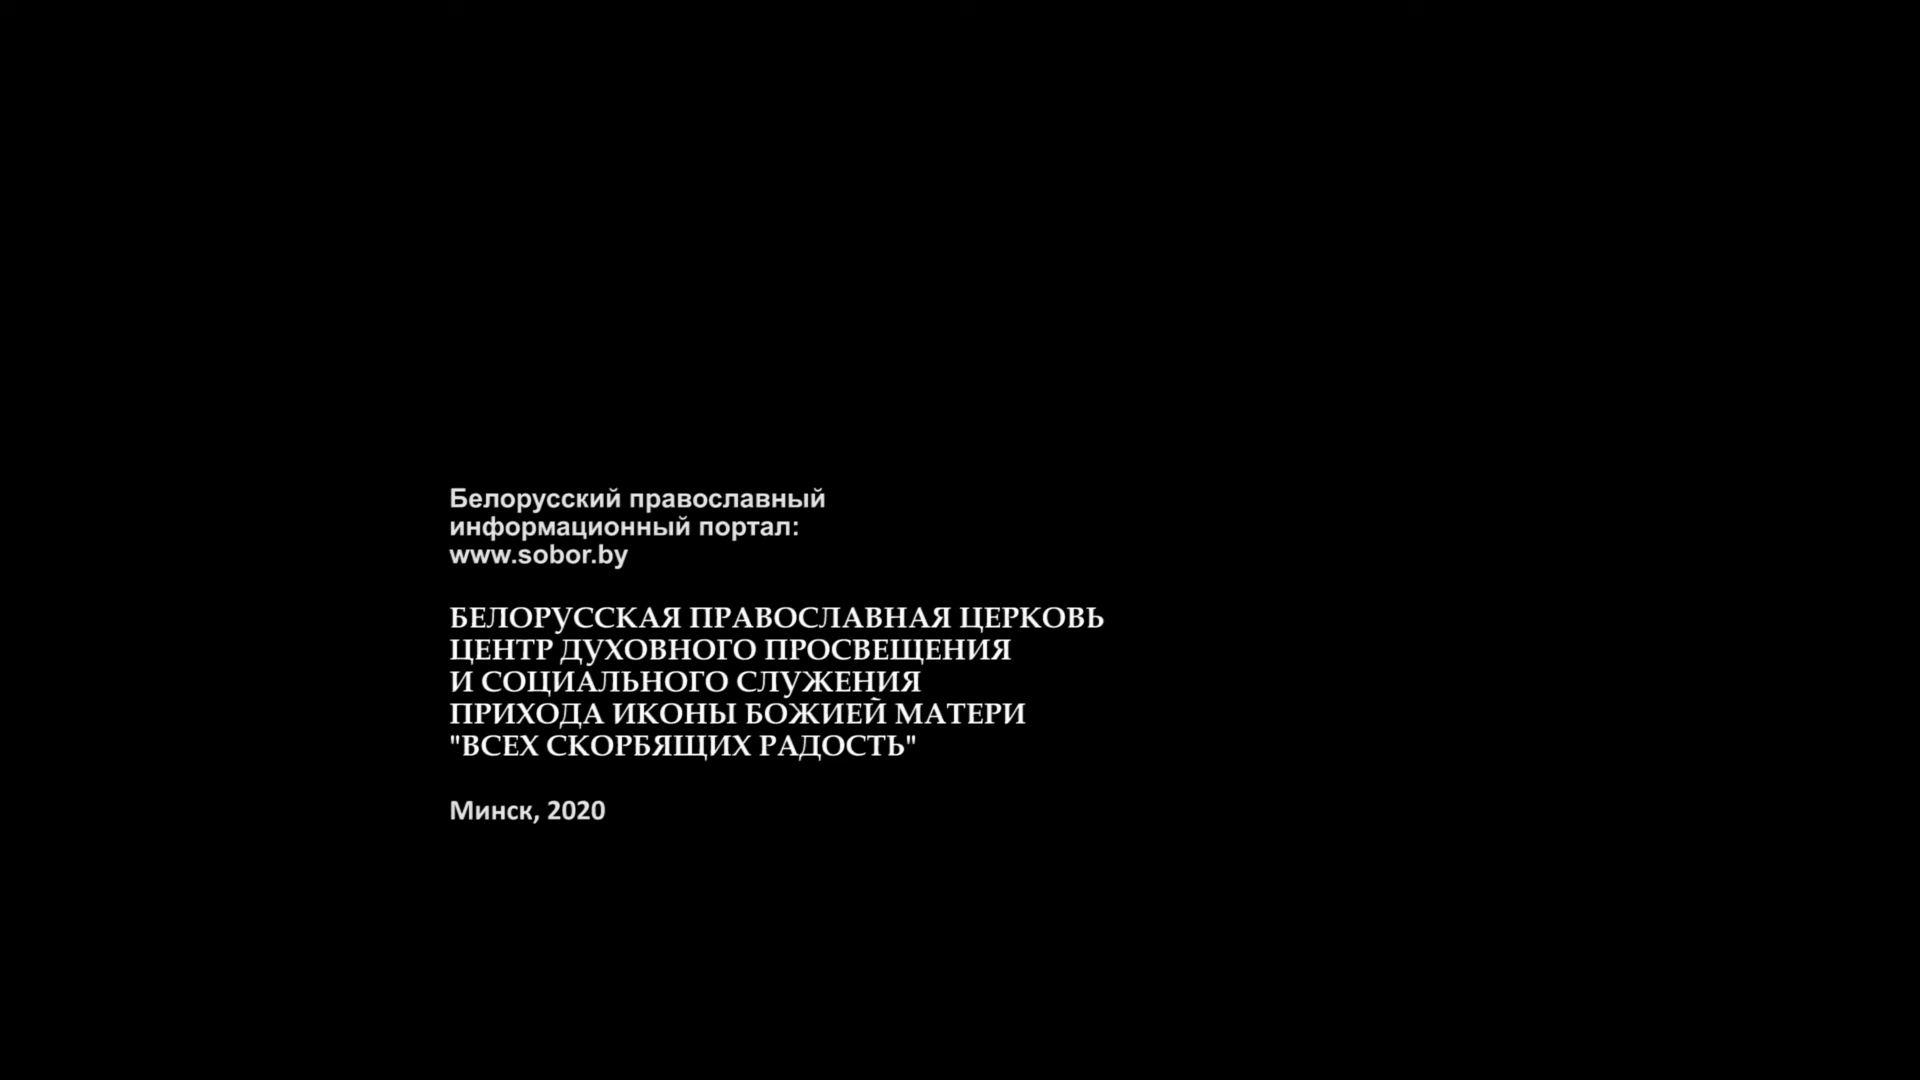 Белорусский православный
информационный портал:
www.sobor.by
БЕЛОРУССКАЯ ПРАВОСЛАВНАЯ ЦЕРКОВЬ
ЦЕНТР ДУХОВНОГО ПРОСВЕЩЕНИЯ
И СОЦИАЛЬНОГО СЛУЖЕНИЯ
ПРИХОДА ИКОНЫ БОЖИЕЙ МАТЕРИ
"ВСЕХ СКОРБЯЩИХ РАДОСТЬ"
Минск, 2020